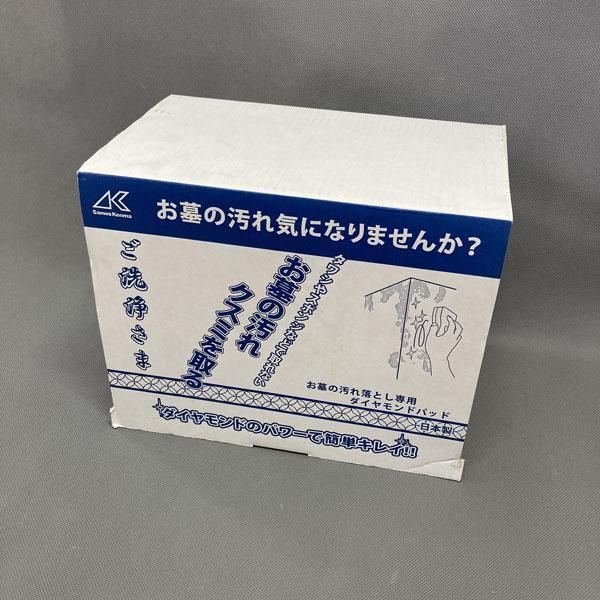 SanwaKenma
お墓の汚れ気になりませんか？
ご洗浄さま
タワシやスポンジなどで取れない
お墓の汚れ
クスミを取る
お墓の汚れ落とし専用
ダイヤモンドパッド
日本製
ダイヤモンドのパワーで簡単キレイ!!